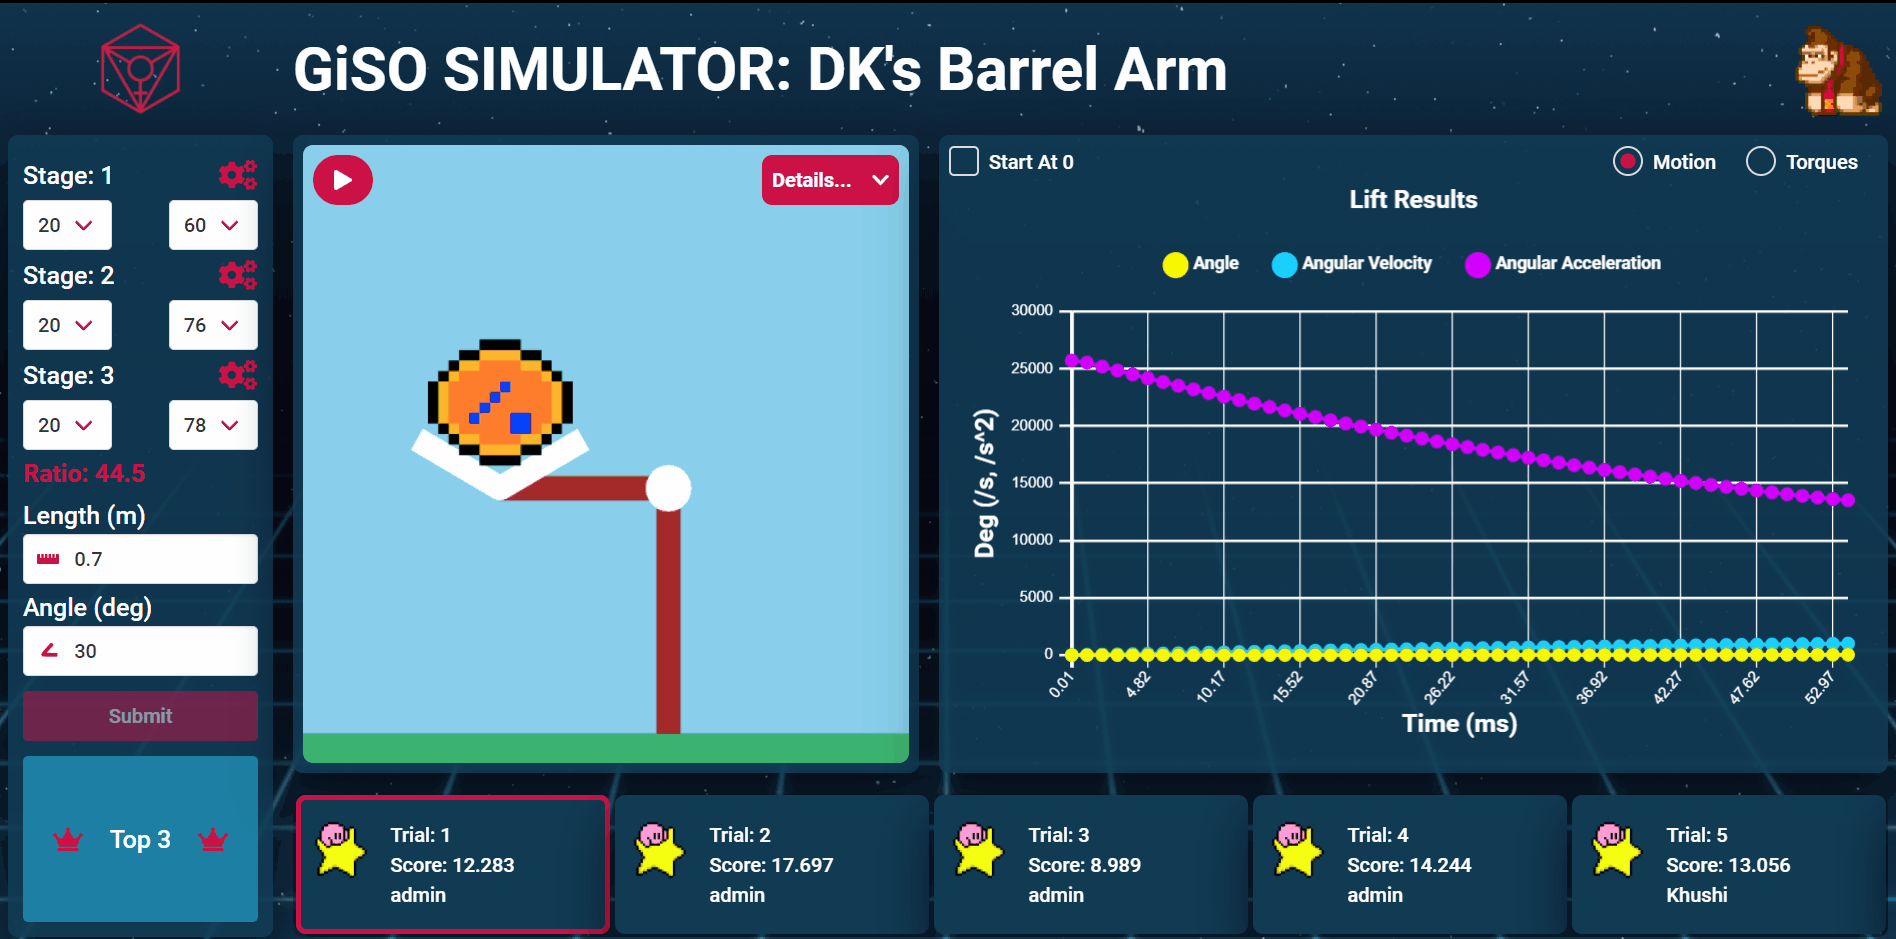 GiSO SIMULATOR: DK's Barrel Arm
Stage: 1
20 60
Stage: 2
20 76
Stage: 3
20 78
Ratio: 44.5
Length (m)
0.7
Angle (deg)
30
Submit
Top 3
Details...
Start At 0
Motion Torques
Lift Results
Angle Angular Velocity Angular Acceleration
30000
25000
20000
15000
10000
5000
0
Deg (/s, /s^2)
0.01 4.82 10.17 15.52 20.87 26.22 31.57 36.92 42.27 47.62 52.97
Time (ms)
Trial: 1
Score: 12.283
admin
Trial: 2
Score: 17.697
admin
Trial: 3
Score: 8.989
admin
Trial: 4
Score: 14.244
admin
Trial: 5
Score: 13.056
Khushi